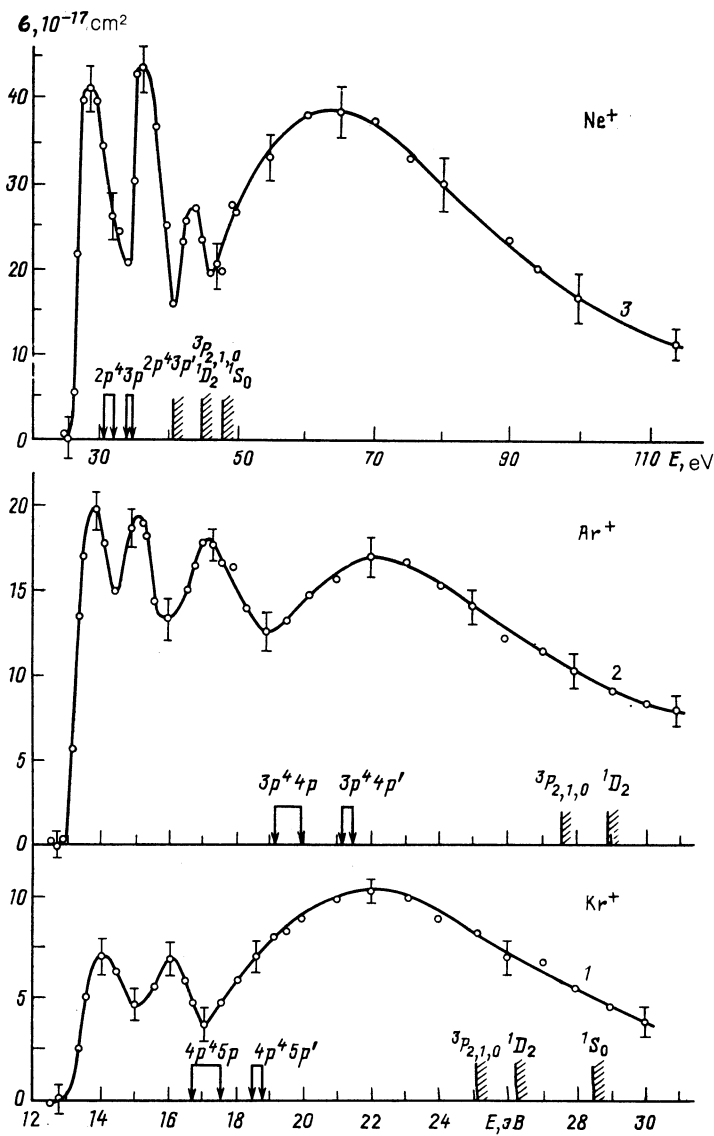 б, 10⁻¹⁷ cm²
Ne⁺
40
30
20
10
0
3
2p⁴3p 2p⁴3p' ³P₂,₁,₀ ¹D₂ ¹S₀
30 50 70 90 110 E, eV
Ar⁺
20
15
10
5
0
2
3p⁴4p 3p⁴4p' ³P₂,₁,₀ ¹D₂
Kr⁺
10
5
0
1
4p⁴5p 4p⁴5p' ³P₂,₁,₀ ¹D₂ ¹S₀
12 14 16 18 20 22 24 E, эВ 28 30